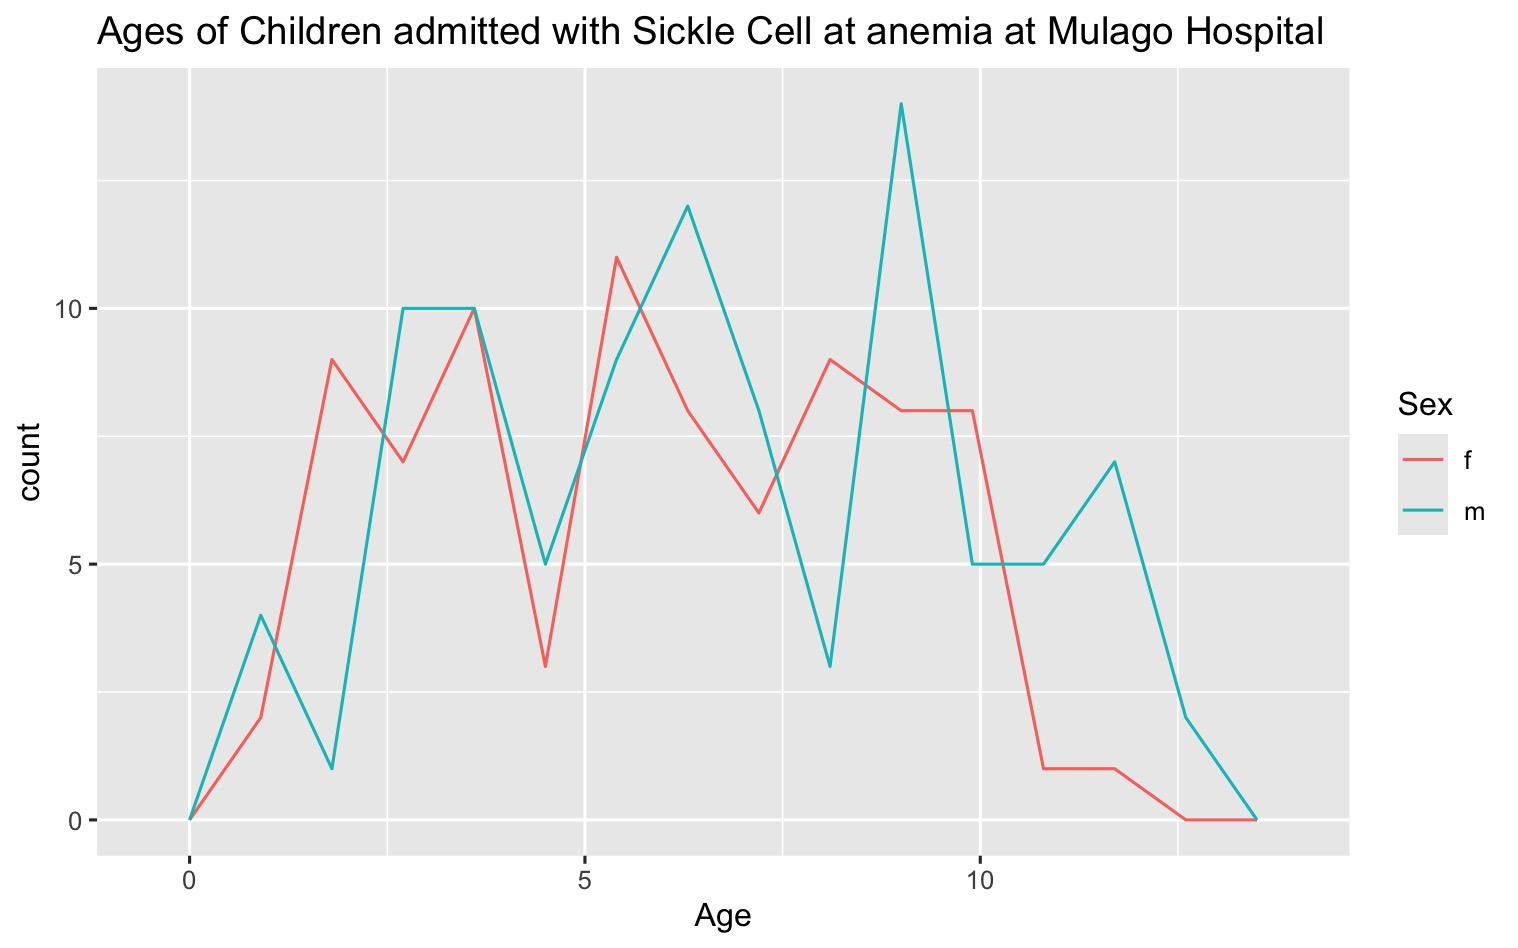 Ages of Children admitted with Sickle Cell at anemia at Mulago Hospital
10
5
0
count
0 5 10
Age
Sex
f
m